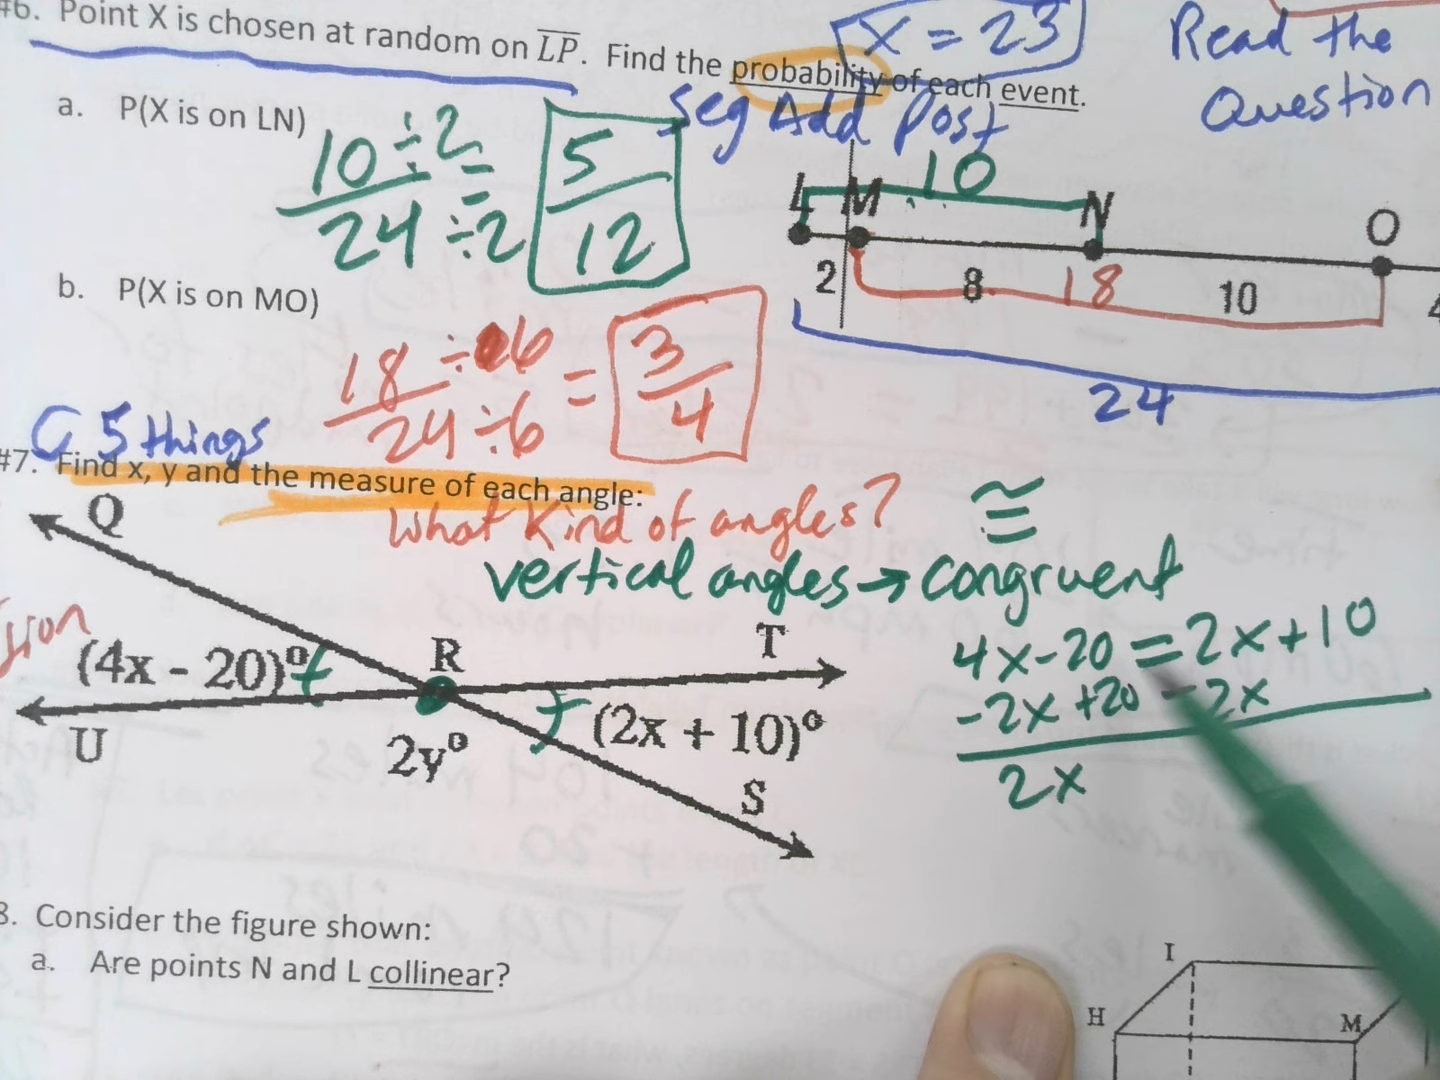 #6. Point X is chosen at random on LP. Find the probability of each event.
x = 23
Read the
Question
Seg Add Post
a. P(X is on LN)
10 ÷2 = 5
24 ÷2 12
10
L M N O
2 8 18 10 4
24
b. P(X is on MO)
18 ÷6 = 3
24 ÷6 4
5 things
#7. Find x, y and the measure of each angle:
What Kind of angles?
≅
vertical angles → congruent
Q
(4x - 20)°
R
T
U
2y°
(2x + 10)°
S
4x-20 = 2x+10
-2x +20 -2x
2x
8. Consider the figure shown:
a. Are points N and L collinear?
I
H
M